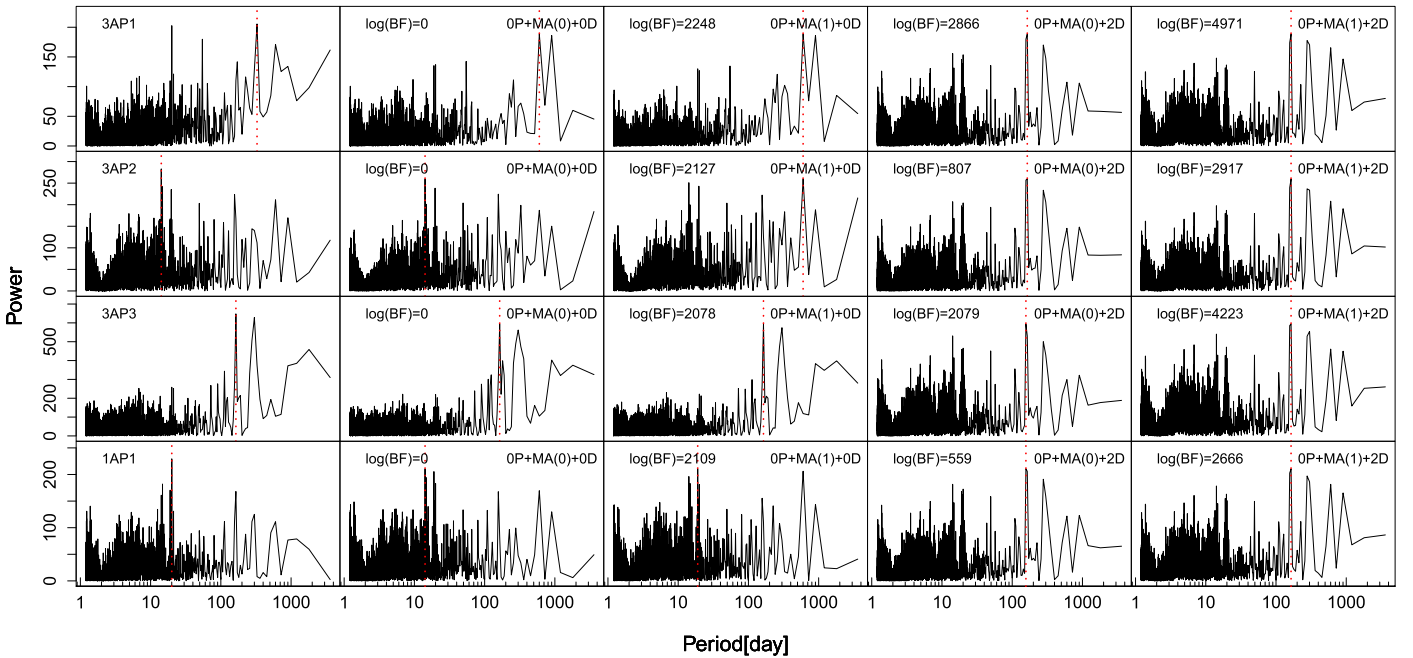 3AP1 log(BF)=0 0P+MA(0)+0D log(BF)=2248 0P+MA(1)+0D log(BF)=2866 0P+MA(0)+2D log(BF)=4971 0P+MA(1)+2D
150
50
0
3AP2 log(BF)=0 0P+MA(0)+0D log(BF)=2127 0P+MA(1)+0D log(BF)=807 0P+MA(0)+2D log(BF)=2917 0P+MA(1)+2D
250
100
0
Power
3AP3 log(BF)=0 0P+MA(0)+0D log(BF)=2078 0P+MA(1)+0D log(BF)=2079 0P+MA(0)+2D log(BF)=4223 0P+MA(1)+2D
500
200
0
1AP1 log(BF)=0 0P+MA(0)+0D log(BF)=2109 0P+MA(1)+0D log(BF)=559 0P+MA(0)+2D log(BF)=2666 0P+MA(1)+2D
200
100
0
1 10 100 1000 1 10 100 1000 1 10 100 1000 1 10 100 1000 1 10 100 1000
Period[day]